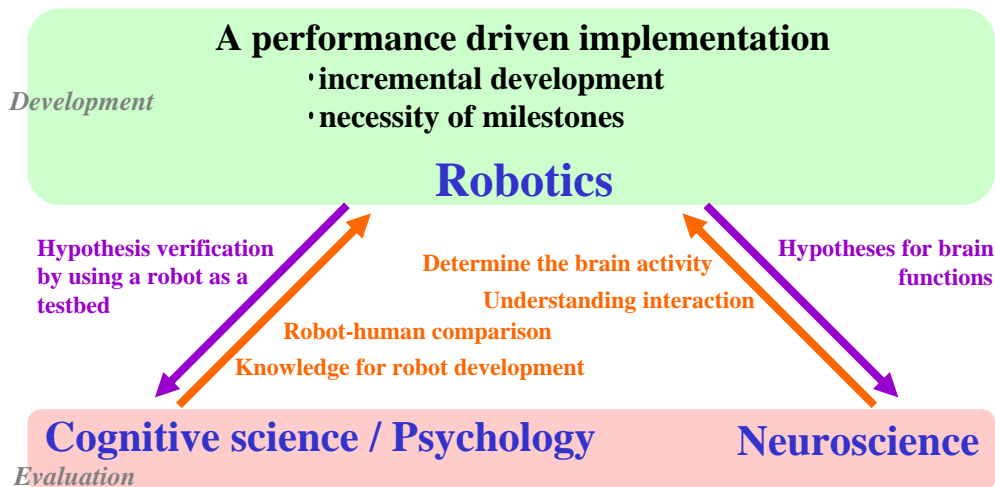 A performance driven implementation
・incremental development
Development
・necessity of milestones
Robotics
Hypothesis verification
by using a robot as a
testbed
Determine the brain activity
Understanding interaction
Hypotheses for brain
functions
Robot-human comparison
Knowledge for robot development
Cognitive science / Psychology
Neuroscience
Evaluation